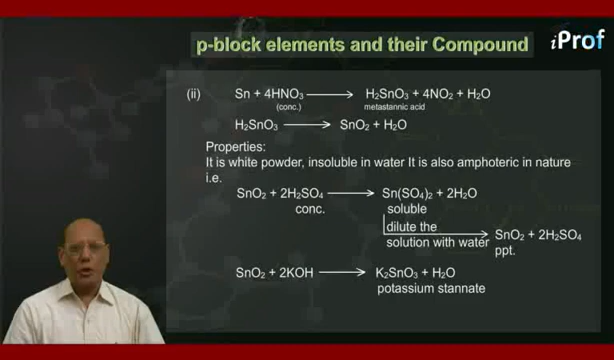 p-block elements and their Compound
iProf
(ii) Sn + 4HNO₃ ⟶ H₂SnO₃ + 4NO₂ + H₂O
(conc.) metastannic acid
H₂SnO₃ ⟶ SnO₂ + H₂O
Properties:
It is white powder, insoluble in water It is also amphoteric in nature
i.e.
SnO₂ + 2H₂SO₄ ⟶ Sn(SO₄)₂ + 2H₂O
conc. soluble
dilute the
solution with water ⟶ SnO₂ + 2H₂SO₄
ppt.
SnO₂ + 2KOH ⟶ K₂SnO₃ + H₂O
potassium stannate